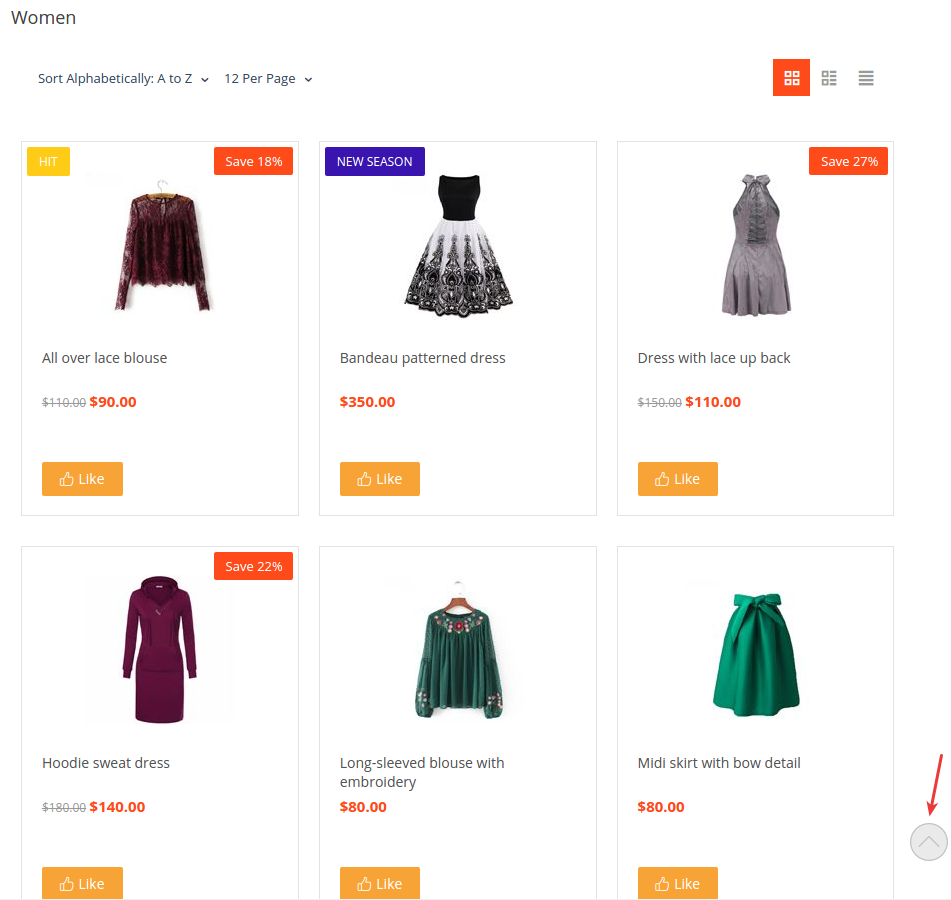 Women
Sort Alphabetically: A to Z
12 Per Page
HIT
Save 18%
NEW SEASON
Save 27%
All over lace blouse
Bandeau patterned dress
Dress with lace up back
$110.00 $90.00
$350.00
$150.00 $110.00
Like
Like
Like
Save 22%
Hoodie sweat dress
Long-sleeved blouse with
embroidery
Midi skirt with bow detail
$180.00 $140.00
$80.00
$80.00
Like
Like
Like